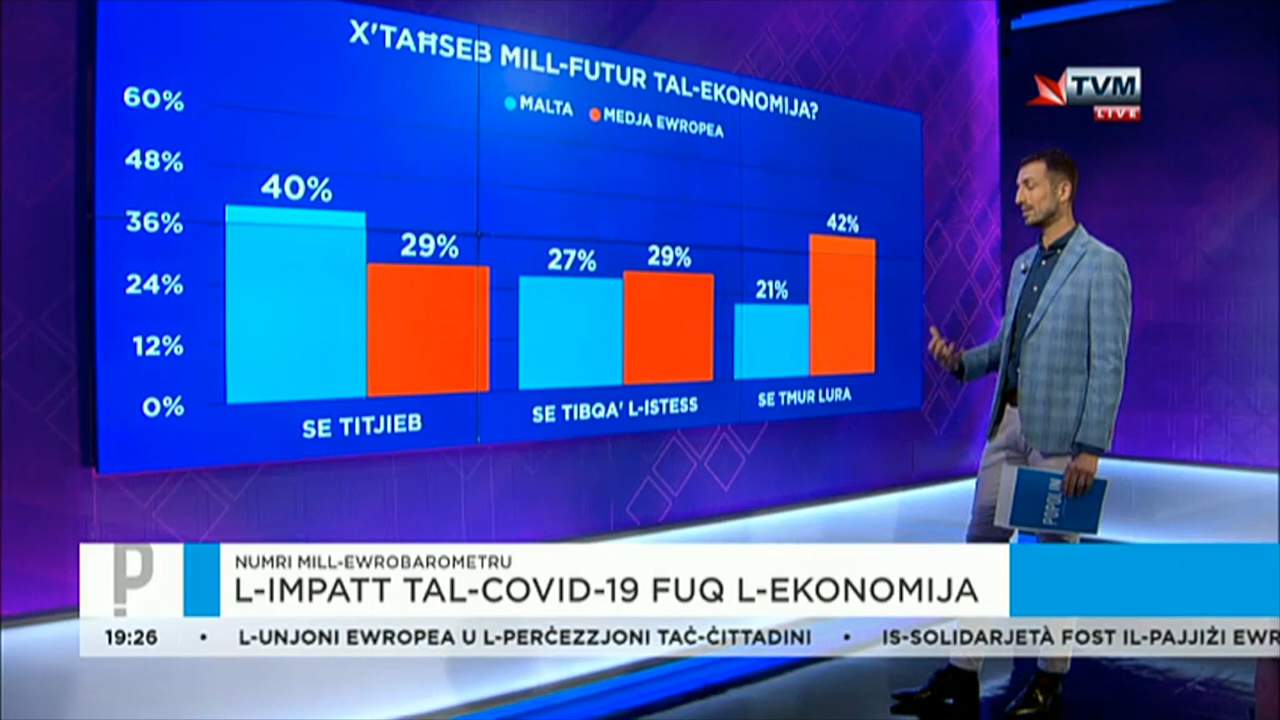 X'TAĦSEB MILL-FUTUR TAL-EKONOMIJA?
MALTA MEDJA EWROPEA
60%
48%
36%
24%
12%
0%
40%
29%
27%
29%
21%
42%
SE TITJIEB
SE TIBQA' L-ISTESS
SE TMUR LURA
TVM
LIVE
POPOLIN
P
NUMRI MILL-EWROBAROMETRU
L-IMPATT TAL-COVID-19 FUQ L-EKONOMIJA
19:26 • L-UNJONI EWROPEA U L-PERĊEZZJONI TAĊ-ĊITTADINI • IS-SOLIDARJETÀ FOST IL-PAJJIŻI EWR